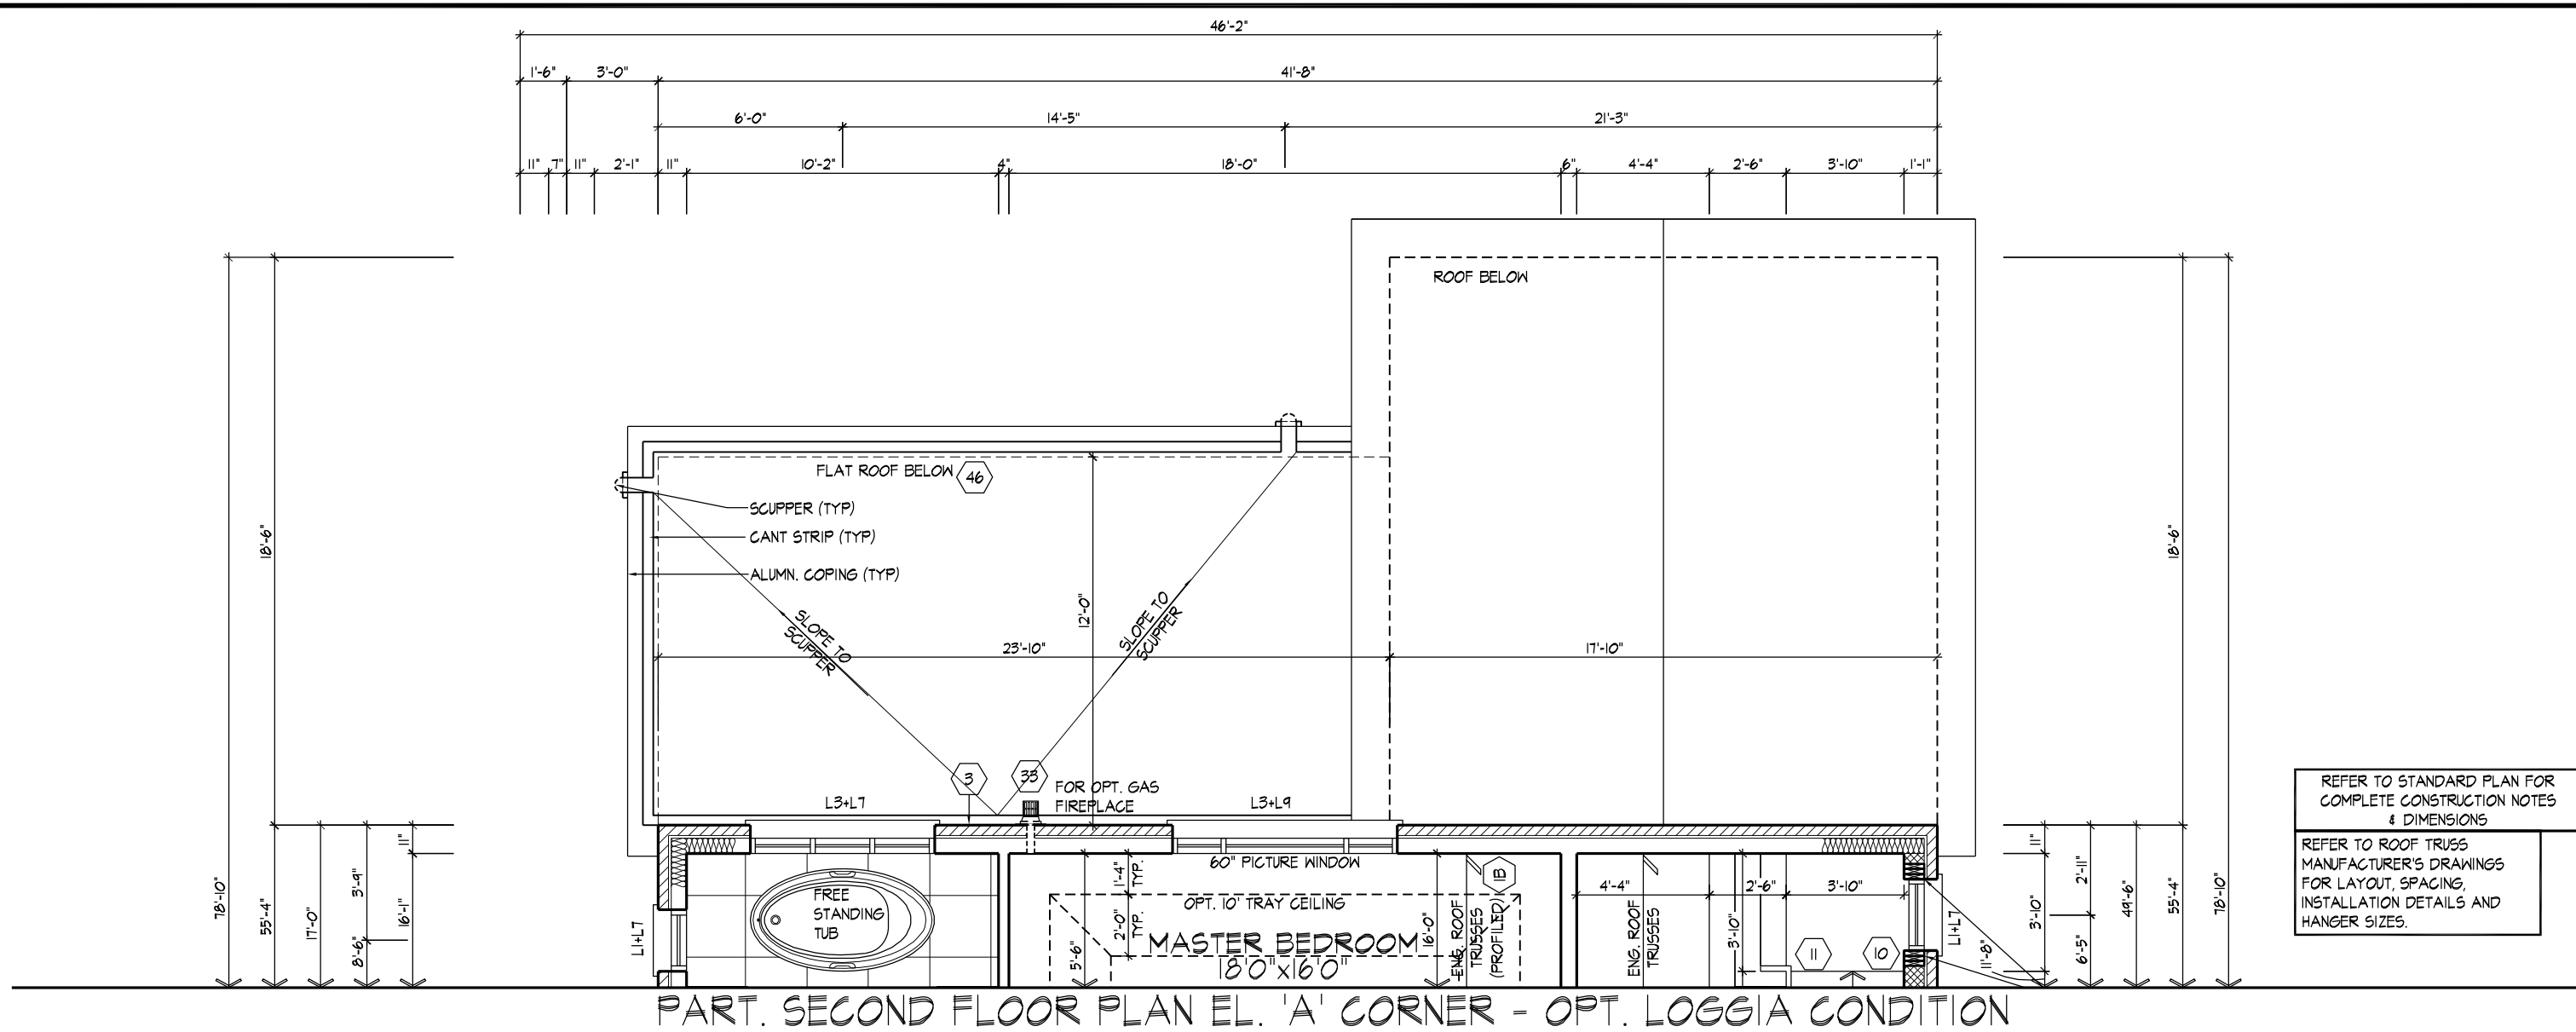 46'-2"
1'-6" 3'-0" 41'-8"
6'-0" 14'-5" 21'-3"
11" 7" 11" 2'-1" 11" 10'-2" 4" 18'-0" 6" 4'-4" 2'-6" 3'-10" 1'-1"
ROOF BELOW
FLAT ROOF BELOW 46
SCUPPER (TYP)
CANT STRIP (TYP)
ALUMN. COPING (TYP)
18'-6"
18'-6"
12'-0"
SLOPE TO
SCUPPER
SLOPE TO
SCUPPER
23'-10" 17'-10"
3 33
FOR OPT. GAS
FIREPLACE
L3+L7 L3+L9
78'-10"
55'-4"
17'-0"
3'-9"
8'-6"
11"
16'-1"
L1+L7
FREE
STANDING
TUB
60" PICTURE WINDOW
1'-4"
TYP.
2'-0"
TYP.
5'-6"
OPT. 10' TRAY CEILING
MASTER BEDROOM
18'0"x16'0"
16'-0"
ENG. ROOF
TRUSSES
(PROFILED)
1B
4'-4" 2'-6" 3'-10"
ENG. ROOF
TRUSSES
3'-10"
11 10
L1+L7
11'-8"
11"
3'-10"
2'-11"
6'-5"
49'-6"
55'-4"
78'-10"
REFER TO STANDARD PLAN FOR
COMPLETE CONSTRUCTION NOTES
& DIMENSIONS
REFER TO ROOF TRUSS
MANUFACTURER'S DRAWINGS
FOR LAYOUT, SPACING,
INSTALLATION DETAILS AND
HANGER SIZES.
PART. SECOND FLOOR PLAN EL. 'A' CORNER - OPT. LOGGIA CONDITION